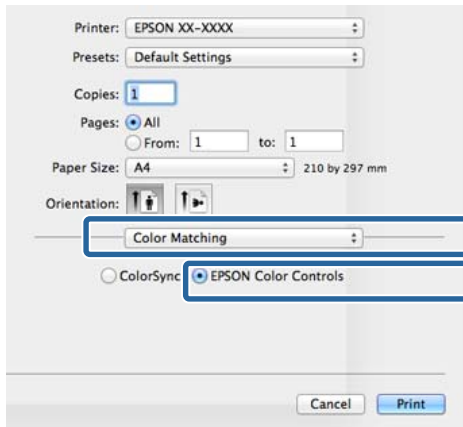 Printer: EPSON XX-XXXX
Presets: Default Settings
Copies: 1
Pages: All
From: 1 to: 1
Paper Size: A4 210 by 297 mm
Orientation:
Color Matching
ColorSync EPSON Color Controls
Cancel Print